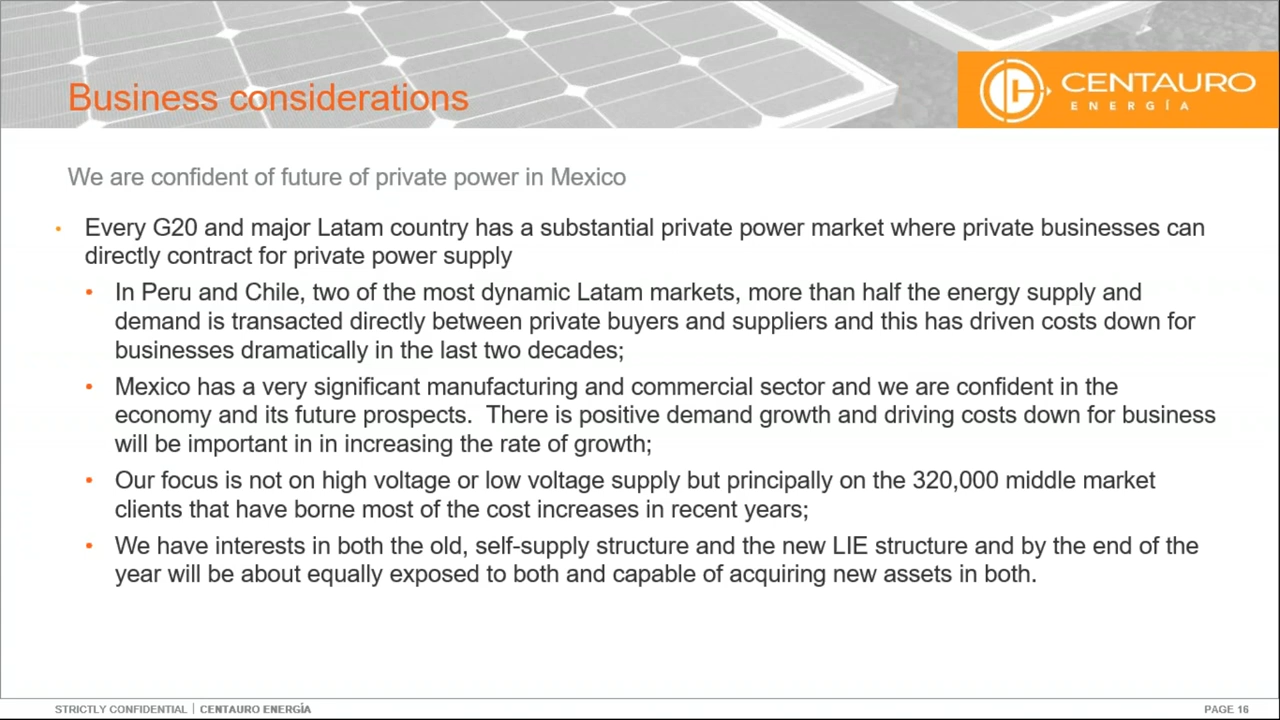 Business considerations
CENTAURO
ENERGÍA
We are confident of future of private power in Mexico
• Every G20 and major Latam country has a substantial private power market where private businesses can
directly contract for private power supply
• In Peru and Chile, two of the most dynamic Latam markets, more than half the energy supply and
demand is transacted directly between private buyers and suppliers and this has driven costs down for
businesses dramatically in the last two decades;
• Mexico has a very significant manufacturing and commercial sector and we are confident in the
economy and its future prospects.  There is positive demand growth and driving costs down for business
will be important in in increasing the rate of growth;
• Our focus is not on high voltage or low voltage supply but principally on the 320,000 middle market
clients that have borne most of the cost increases in recent years;
• We have interests in both the old, self-supply structure and the new LIE structure and by the end of the
year will be about equally exposed to both and capable of acquiring new assets in both.
STRICTLY CONFIDENTIAL | CENTAURO ENERGÍA
PAGE 16